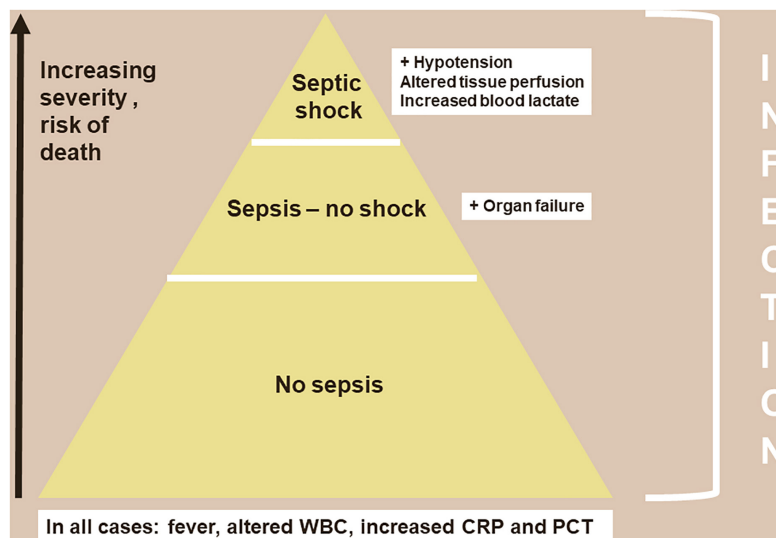 Increasing
severity ,
risk of
death
Septic
shock
+ Hypotension
Altered tissue perfusion
Increased blood lactate
Sepsis – no shock
+ Organ failure
No sepsis
INFECTION
In all cases: fever, altered WBC, increased CRP and PCT